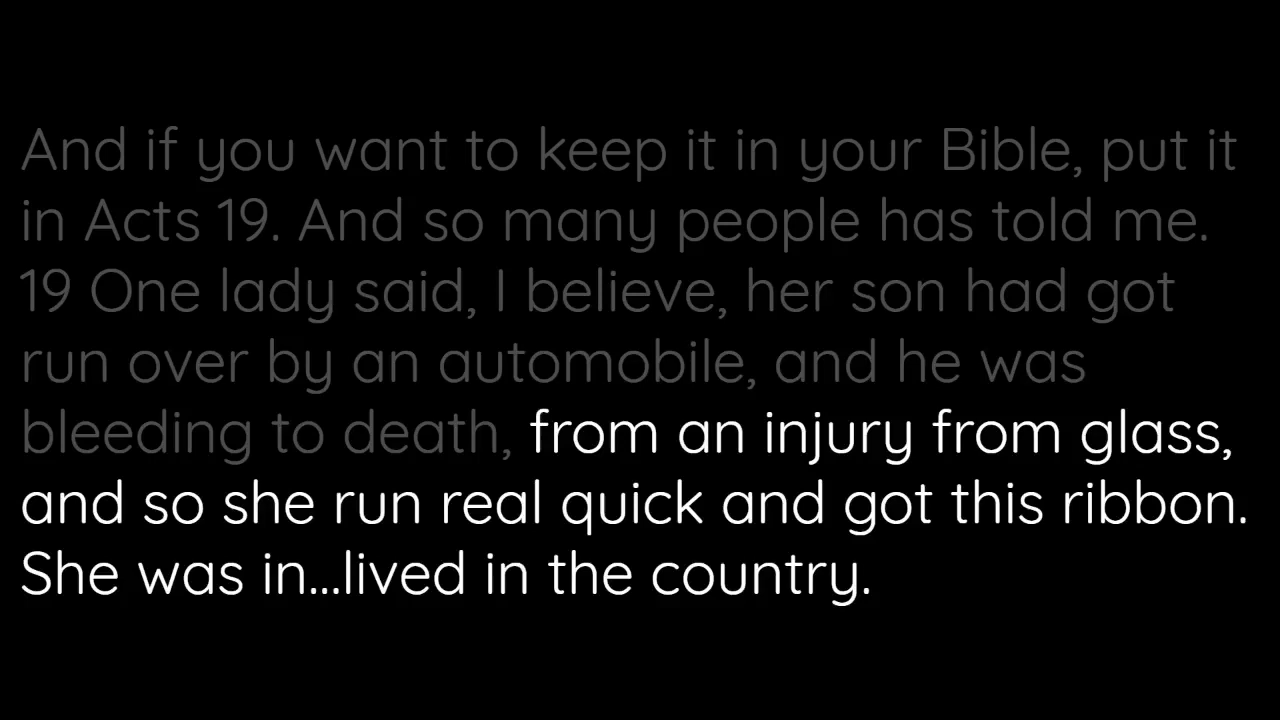 And if you want to keep it in your Bible, put it
in Acts 19. And so many people has told me.
19 One lady said, I believe, her son had got
run over by an automobile, and he was
bleeding to death, from an injury from glass,
and so she run real quick and got this ribbon.
She was in...lived in the country.